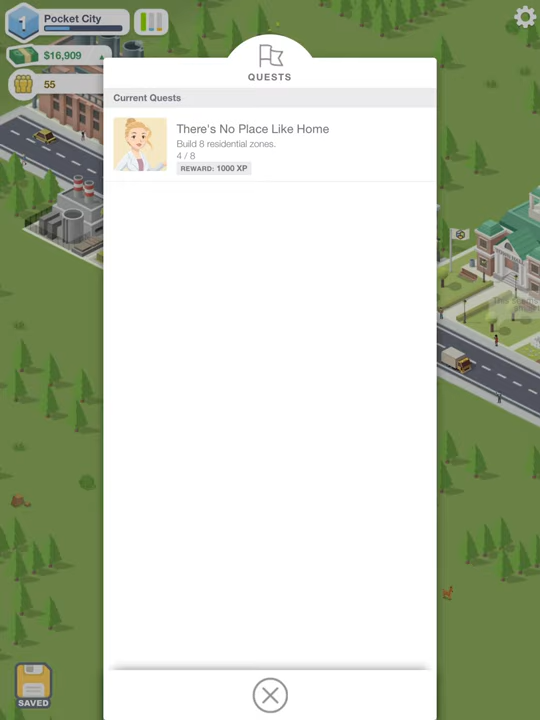 1
Pocket City
$16,909
55
QUESTS
Current Quests
There's No Place Like Home
Build 8 residential zones.
4 / 8
REWARD: 1000 XP
SAVED